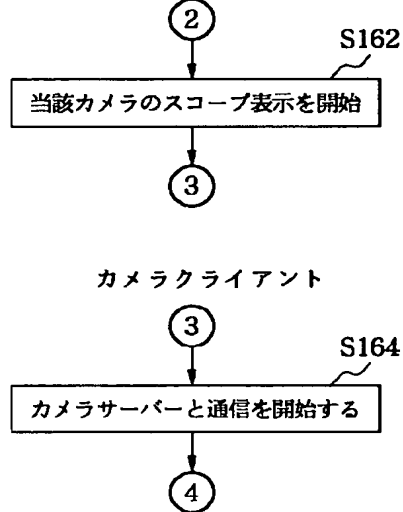 ②
S162
当該カメラのスコープ表示を開始
③
カメラクライアント
③
S164
カメラサーバーと通信を開始する
④